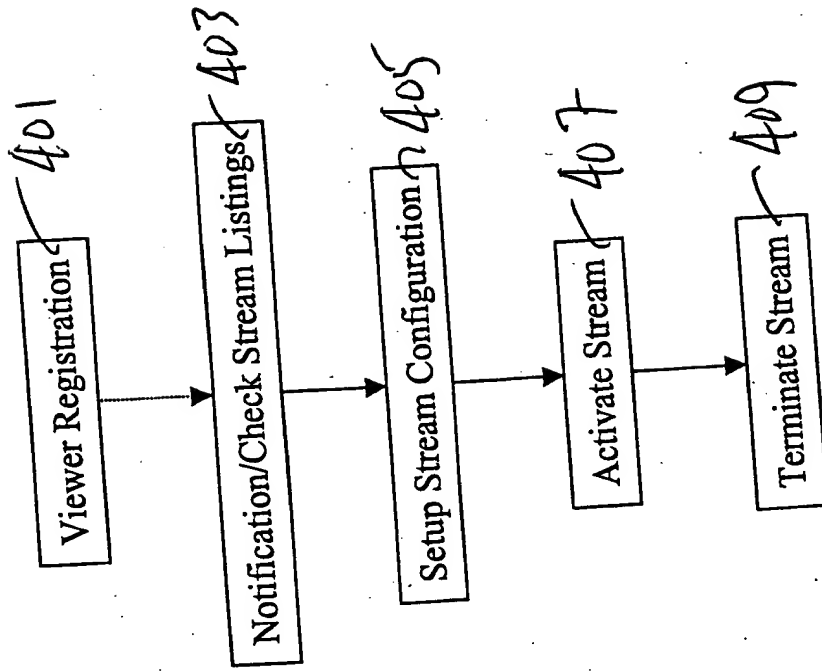 Viewer Registration 401
Notification/Check Stream Listings 403
Setup Stream Configuration 405
Activate Stream 407
Terminate Stream 409